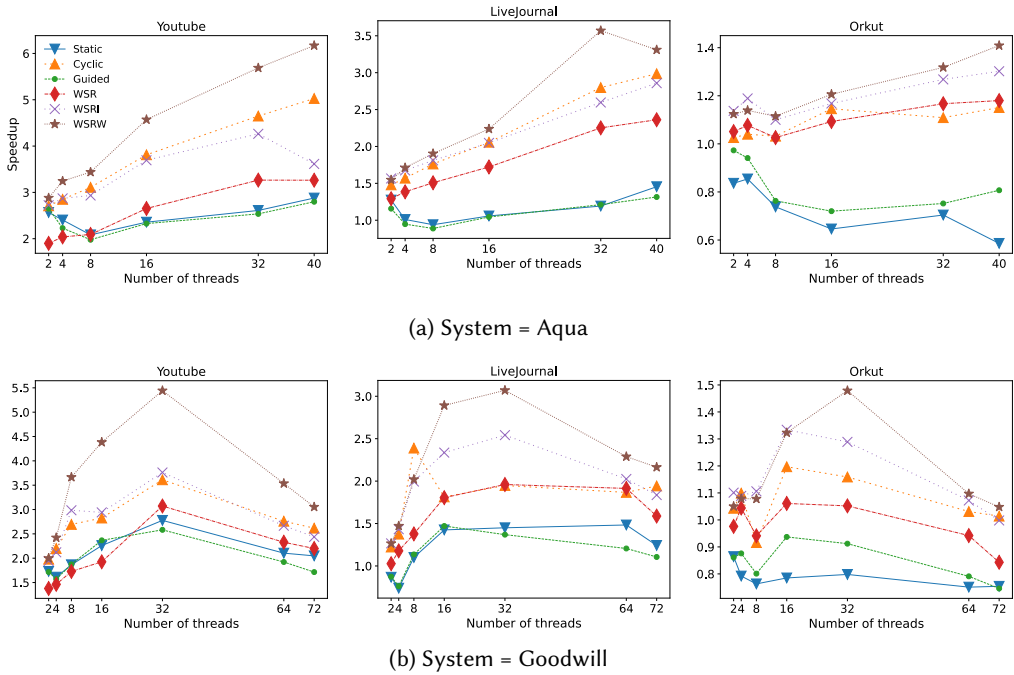 Youtube
LiveJournal
Orkut
6
5
4
3
2
Speedup
Static
Cyclic
Guided
WSR
WSRI
WSRW
2 4 8 16 32 40
Number of threads
3.5
3.0
2.5
2.0
1.5
1.0
2 4 8 16 32 40
Number of threads
1.4
1.2
1.0
0.8
0.6
2 4 8 16 32 40
Number of threads
(a) System = Aqua
Youtube
LiveJournal
Orkut
5.5
5.0
4.5
4.0
3.5
3.0
2.5
2.0
1.5
2 4 8 16 32 64 72
Number of threads
3.0
2.5
2.0
1.5
1.0
2 4 8 16 32 64 72
Number of threads
1.5
1.4
1.3
1.2
1.1
1.0
0.9
0.8
2 4 8 16 32 64 72
Number of threads
(b) System = Goodwill